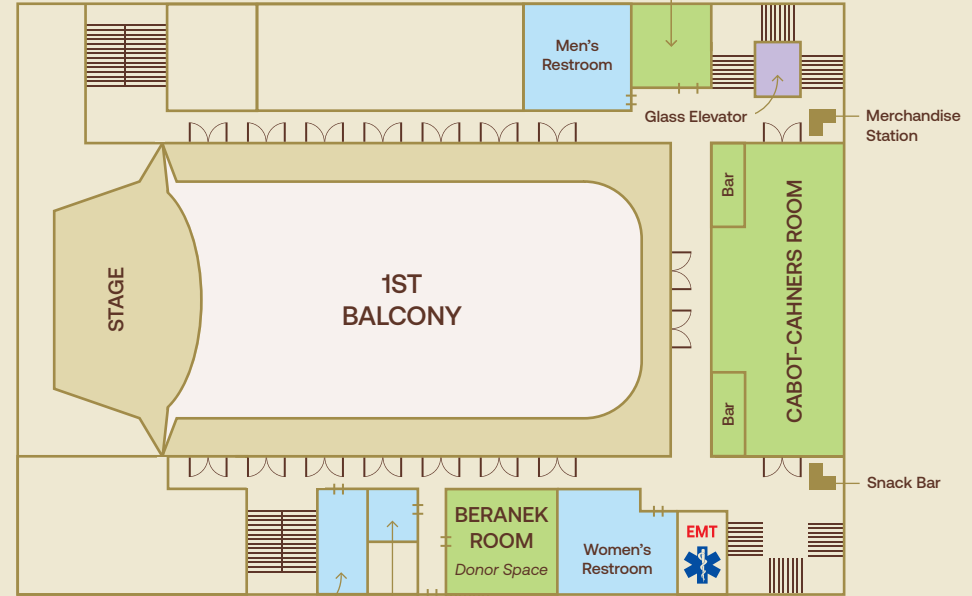 Men's
Restroom
Glass Elevator
Merchandise
Station
Bar
STAGE
1ST
BALCONY
CABOT-CAHNERS ROOM
Bar
Snack Bar
BERANEK
ROOM
Donor Space
Women's
Restroom
EMT